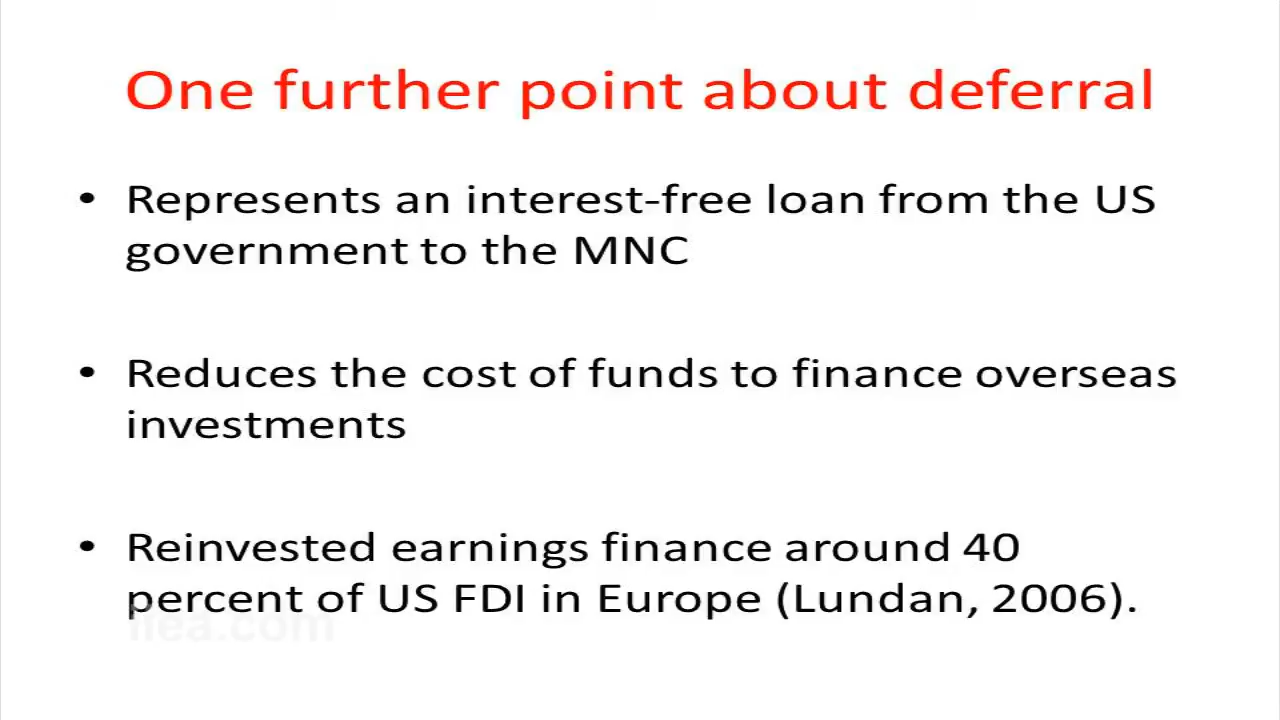 One further point about deferral
• Represents an interest-free loan from the US
government to the MNC
• Reduces the cost of funds to finance overseas
investments
• Reinvested earnings finance around 40
percent of US FDI in Europe (Lundan, 2006).
iiea.com